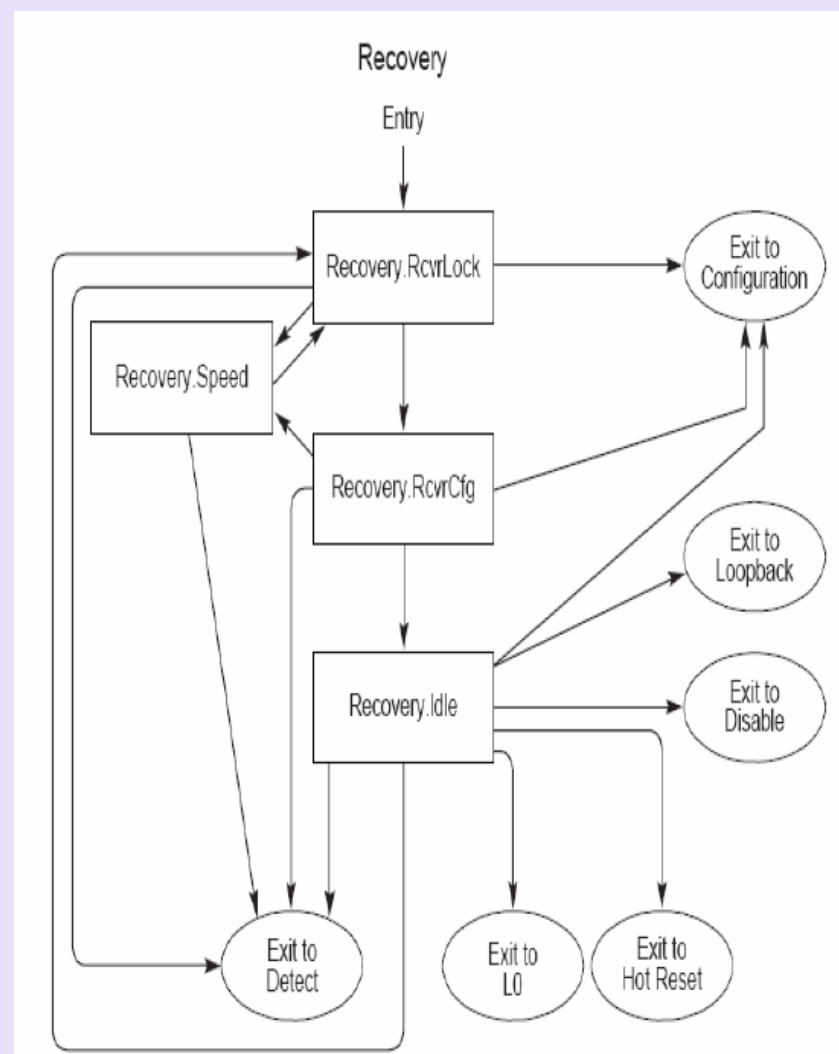 Recovery
Entry
Recovery.RcvrLock
Exit to
Configuration
Recovery.Speed
Recovery.RcvrCfg
Exit to
Loopback
Recovery.Idle
Exit to
Disable
Exit to
Detect
Exit to
L0
Exit to
Hot Reset